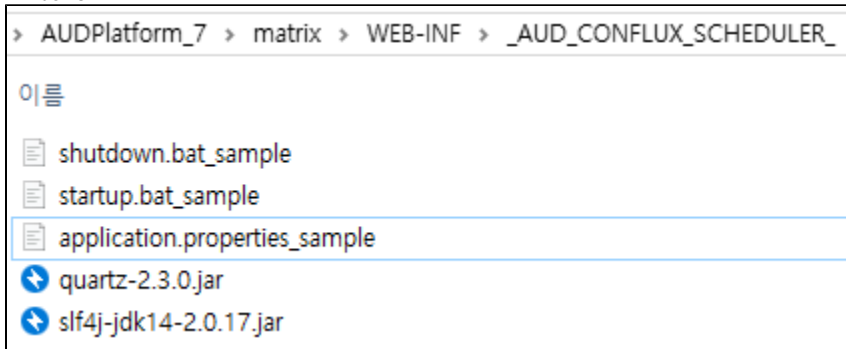 > AUDPlatform_7 > matrix > WEB-INF > _AUD_CONFLUX_SCHEDULER_
이름
shutdown.bat_sample
startup.bat_sample
application.properties_sample
quartz-2.3.0.jar
slf4j-jdk14-2.0.17.jar